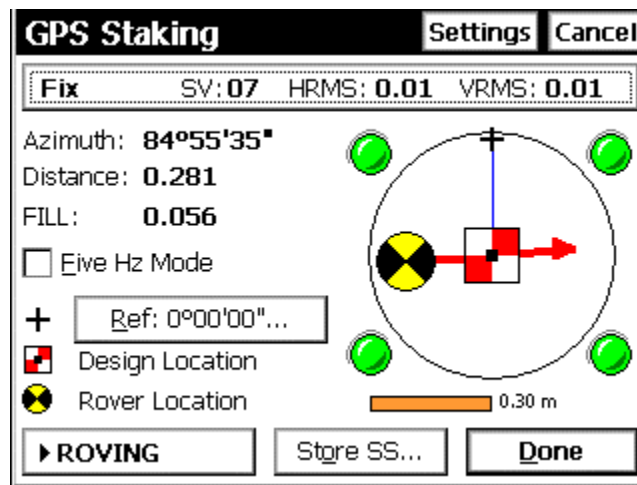 GPS Staking Settings Cancel
Fix SV: 07 HRMS: 0.01 VRMS: 0.01
Azimuth: 84º55'35"
Distance: 0.281
FILL: 0.056
Five Hz Mode
Ref: 0º00'00"...
Design Location
Rover Location
0.30 m
ROVING Store SS... Done